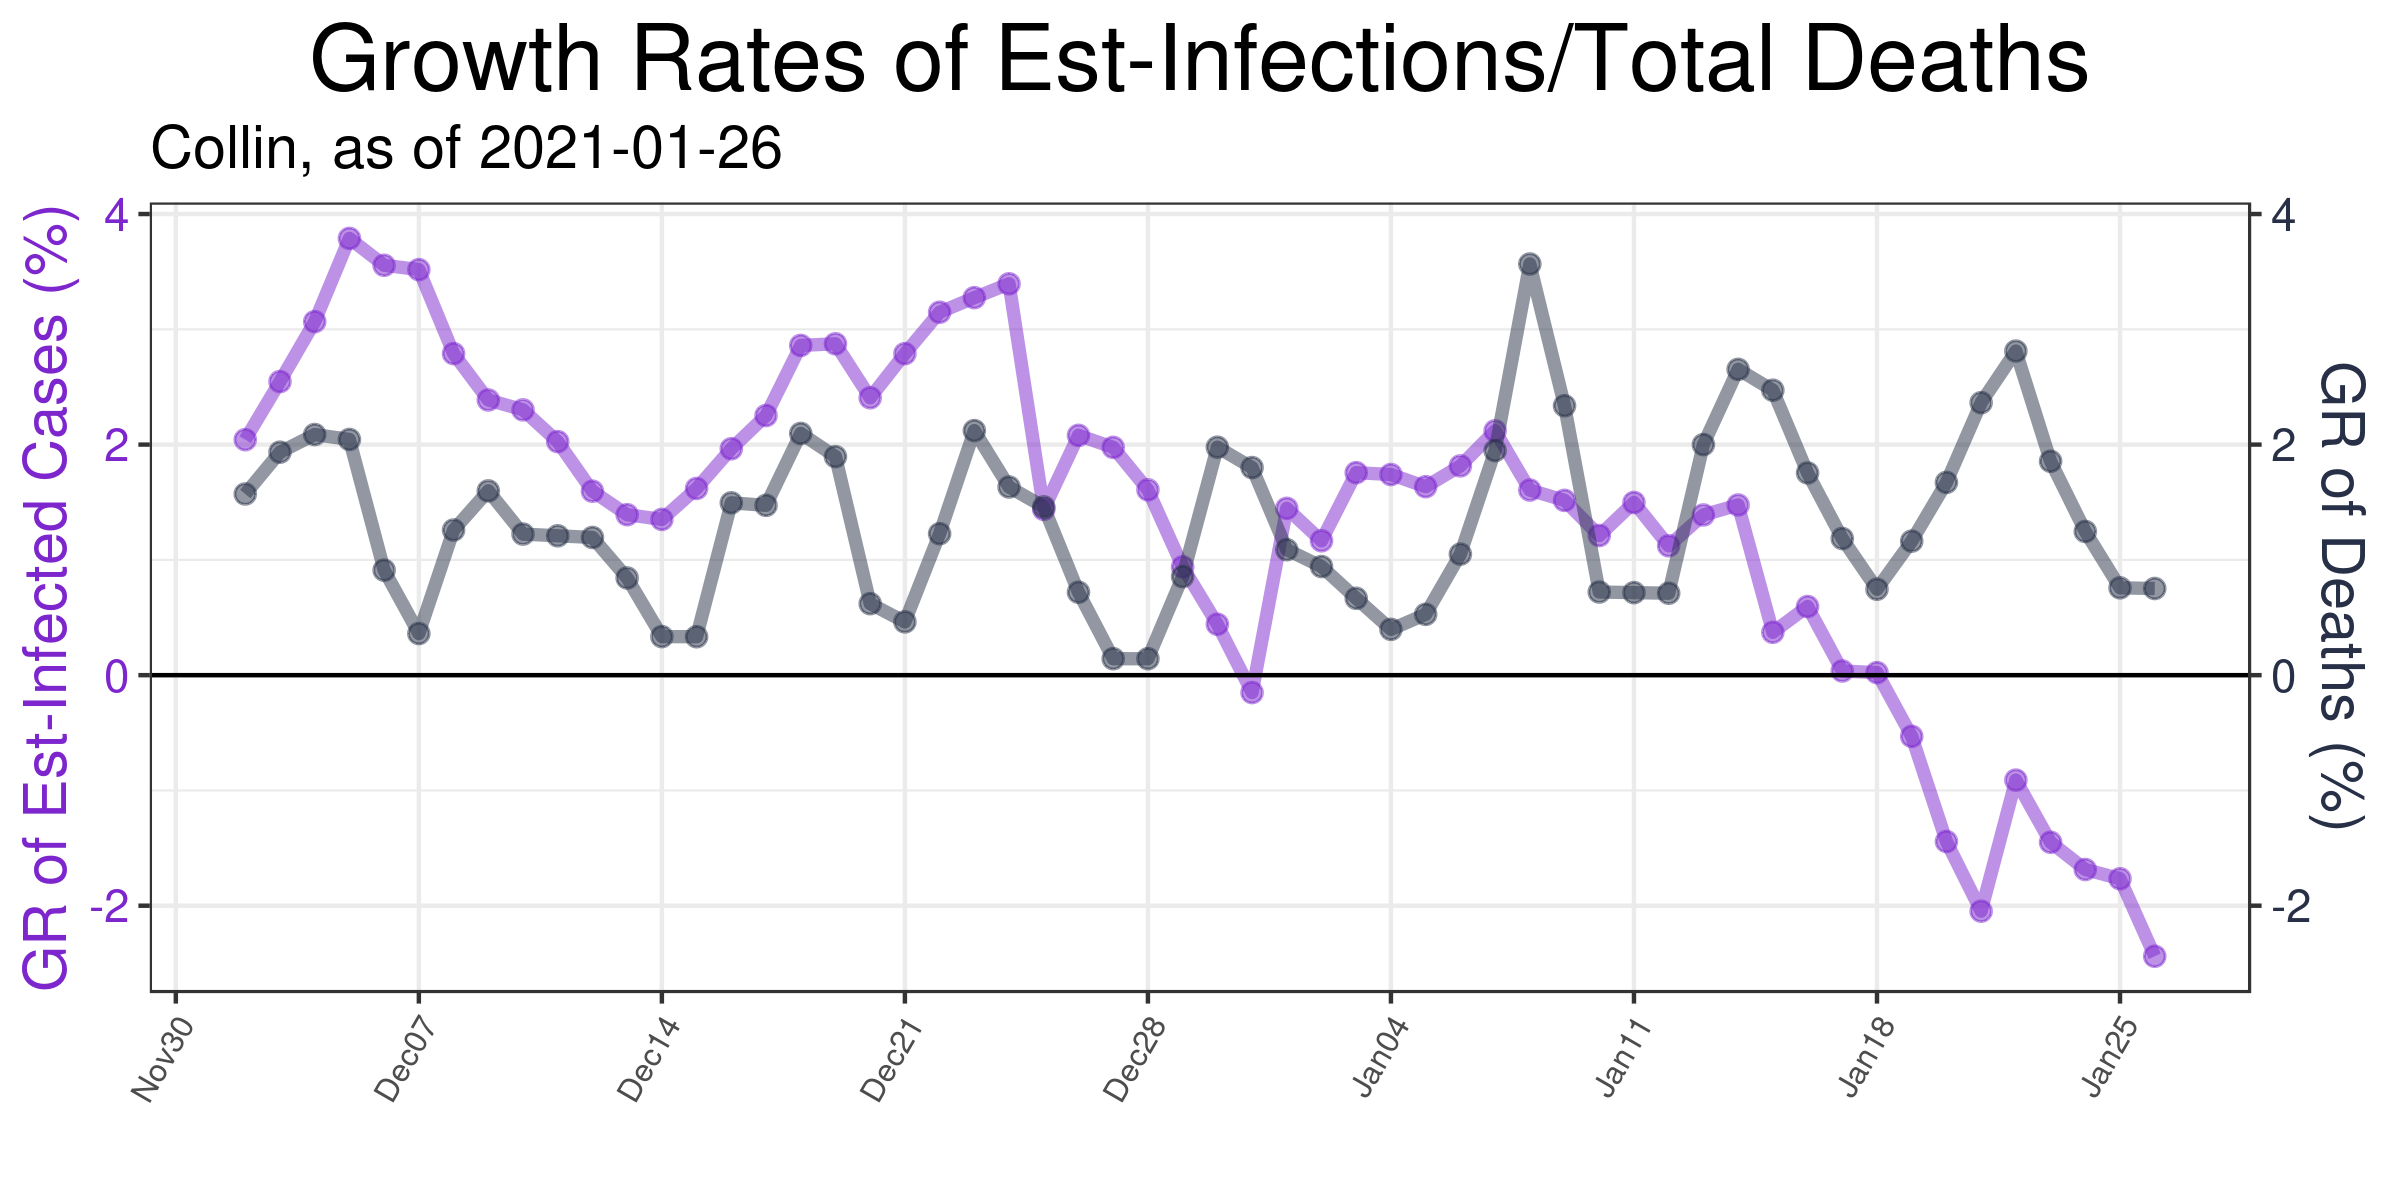 Growth Rates of Est-Infections/Total Deaths
Collin, as of 2021-01-26
GR of Est-Infected Cases (%)
4
2
0
-2
4
2
0
-2
GR of Deaths (%)
Nov30
Dec07
Dec14
Dec21
Dec28
Jan04
Jan11
Jan18
Jan25